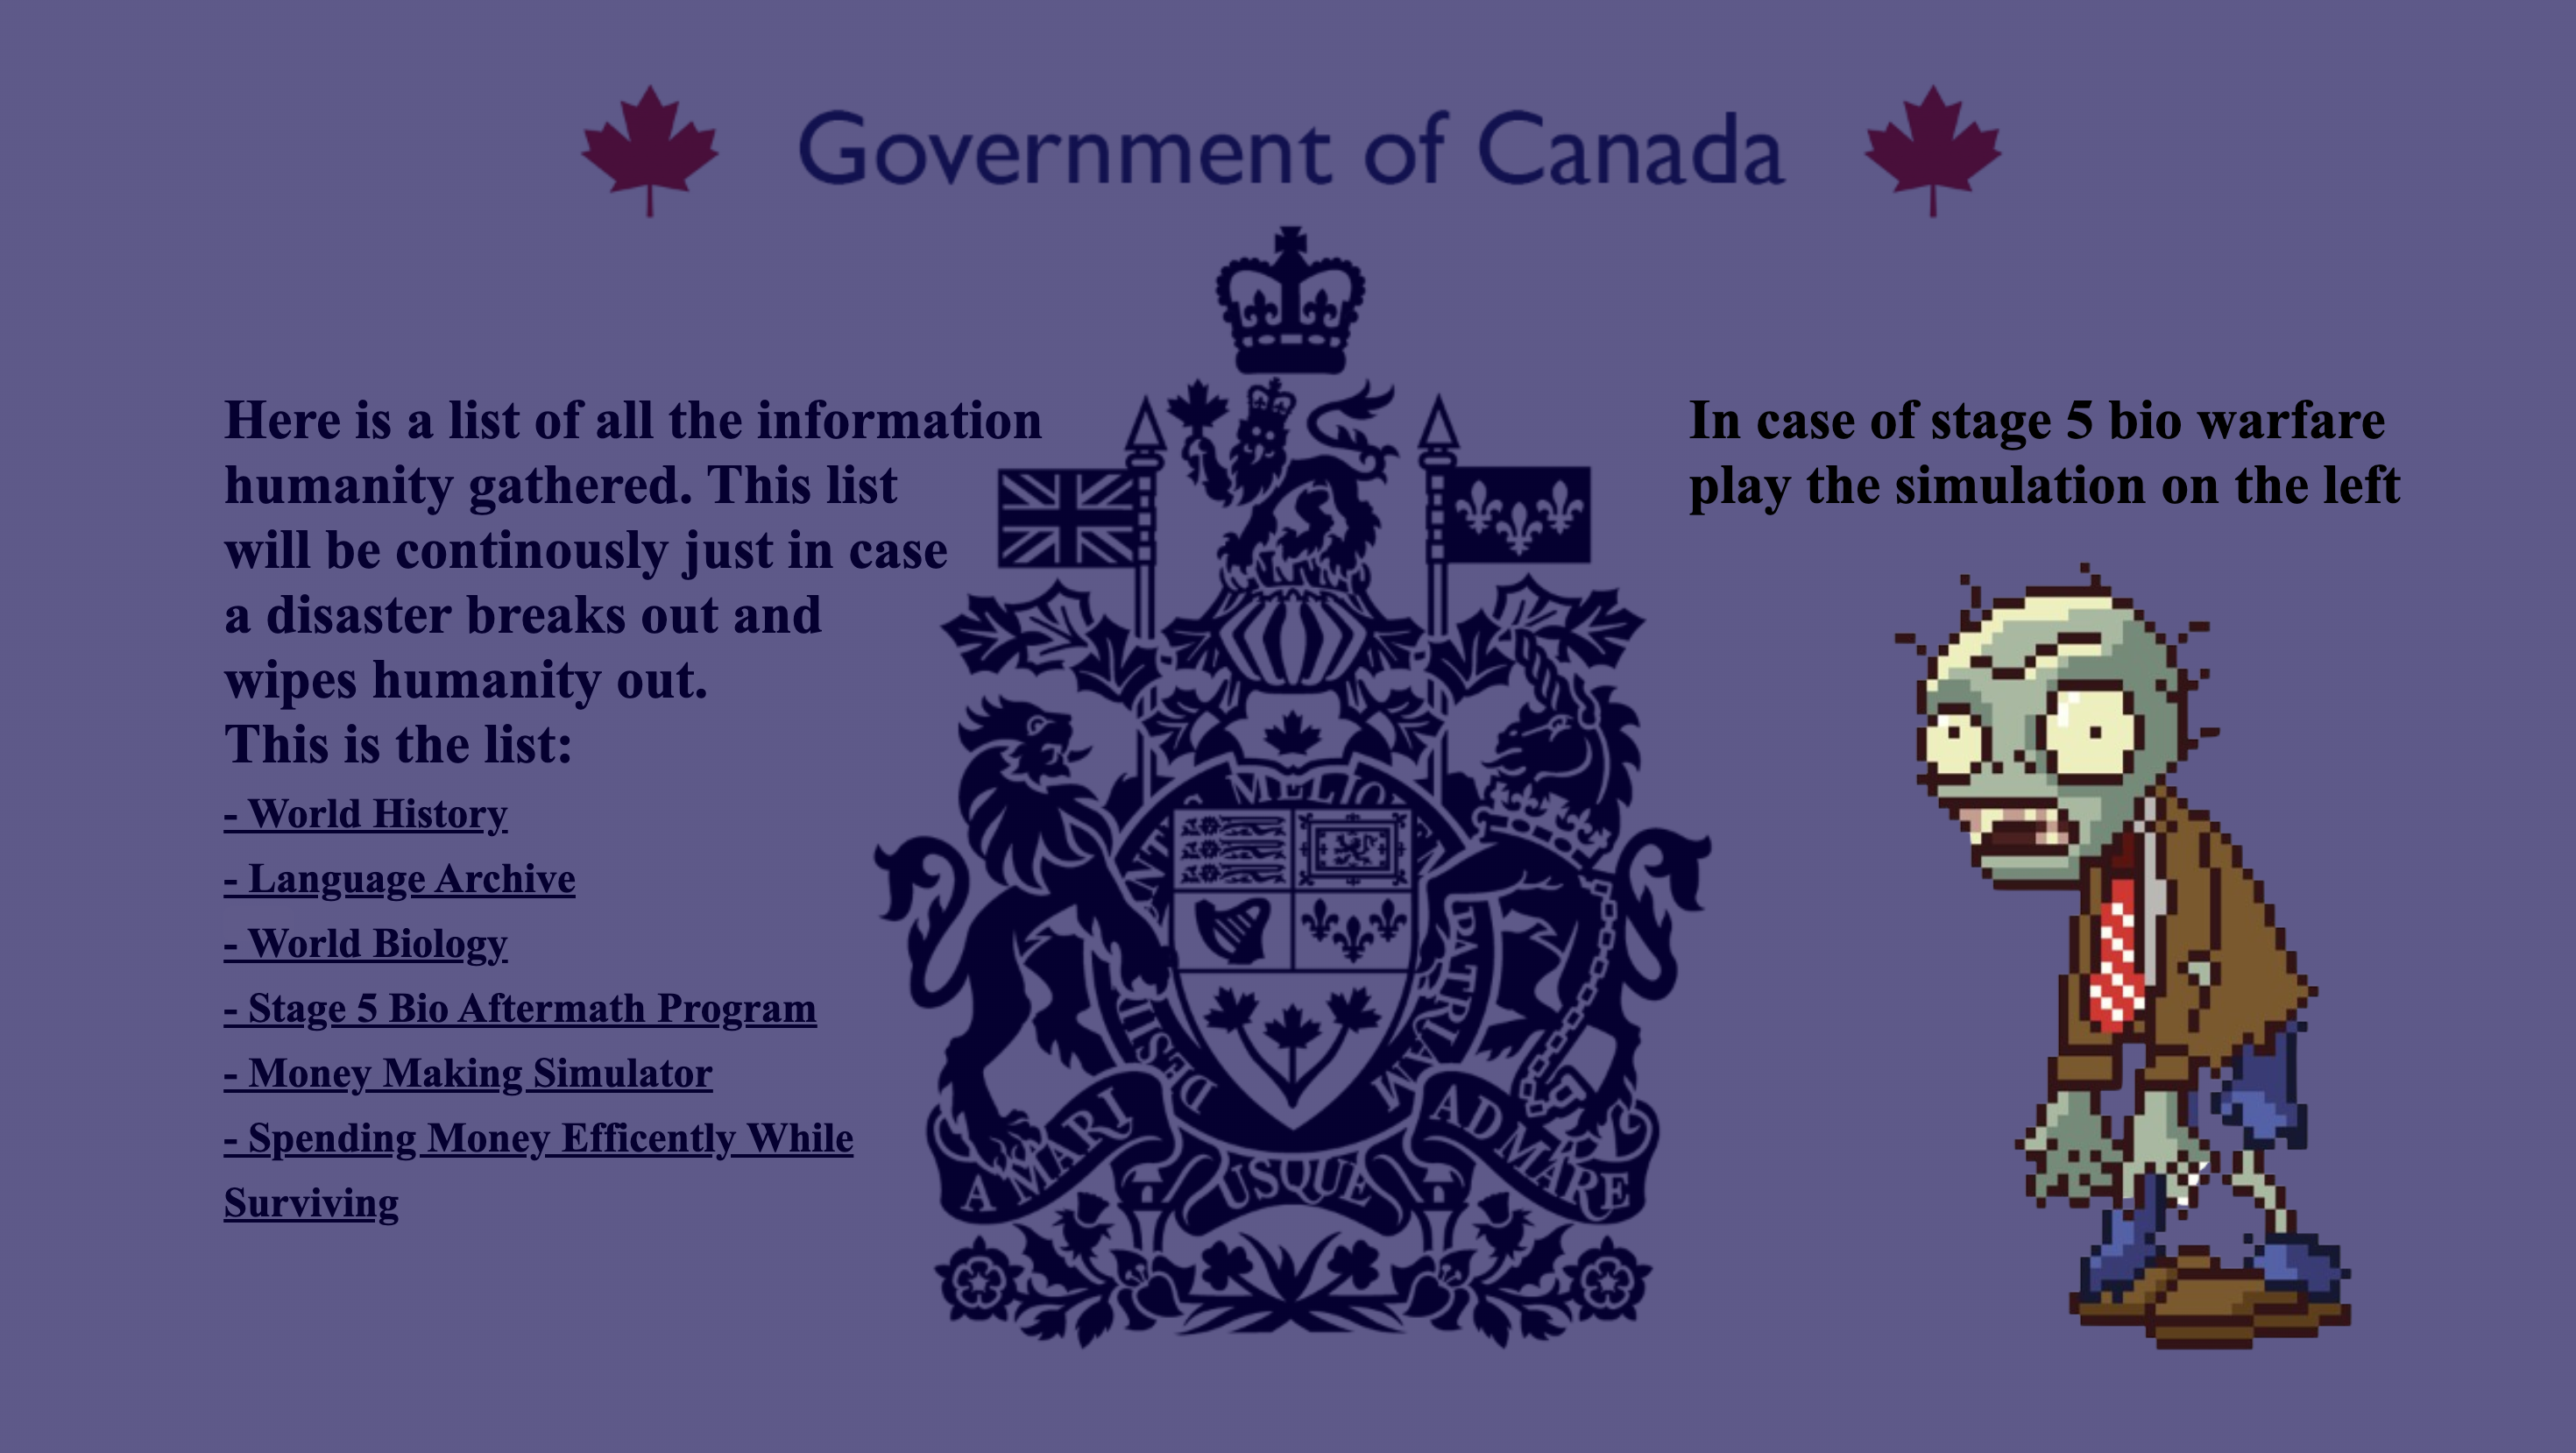 Government of Canada
Here is a list of all the information
humanity gathered. This list
will be continously just in case
a disaster breaks out and
wipes humanity out.
This is the list:
- World History
- Language Archive
- World Biology
- Stage 5 Bio Aftermath Program
- Money Making Simulator
- Spending Money Efficently While
Surviving
In case of stage 5 bio warfare
play the simulation on the left
DESIR
PATRIAM
A MARI
USQUE
AD MARE